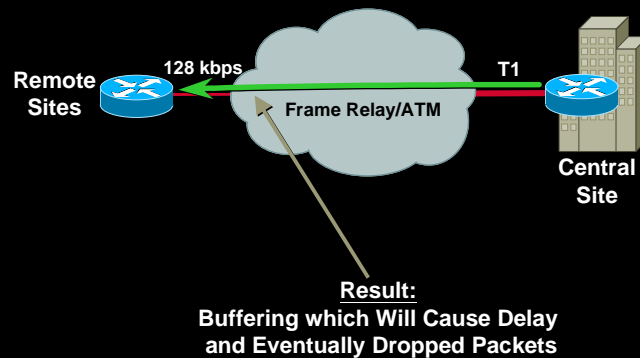 128 kbps
T1
Remote
Sites
Frame Relay/ATM
Central
Site
Result:
Buffering which Will Cause Delay
and Eventually Dropped Packets